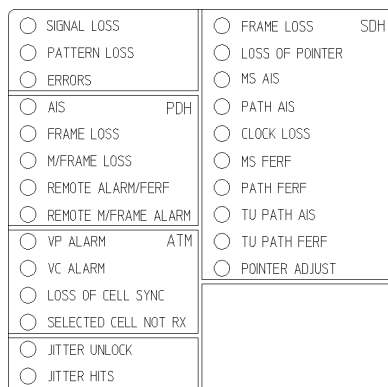 SIGNAL LOSS
PATTERN LOSS
ERRORS
AIS PDH
FRAME LOSS
M/FRAME LOSS
REMOTE ALARM/FERF
REMOTE M/FRAME ALARM
VP ALARM ATM
VC ALARM
LOSS OF CELL SYNC
SELECTED CELL NOT RX
JITTER UNLOCK
JITTER HITS
FRAME LOSS SDH
LOSS OF POINTER
MS AIS
PATH AIS
CLOCK LOSS
MS FERF
PATH FERF
TU PATH AIS
TU PATH FERF
POINTER ADJUST